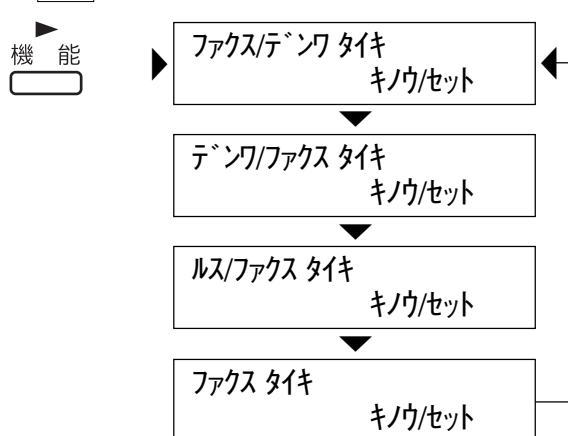 機 能
ファクス/デンワ タイキ
キノウ/セット
デンワ/ファクス タイキ
キノウ/セット
ルス/ファクス タイキ
キノウ/セット
ファクス タイキ
キノウ/セット